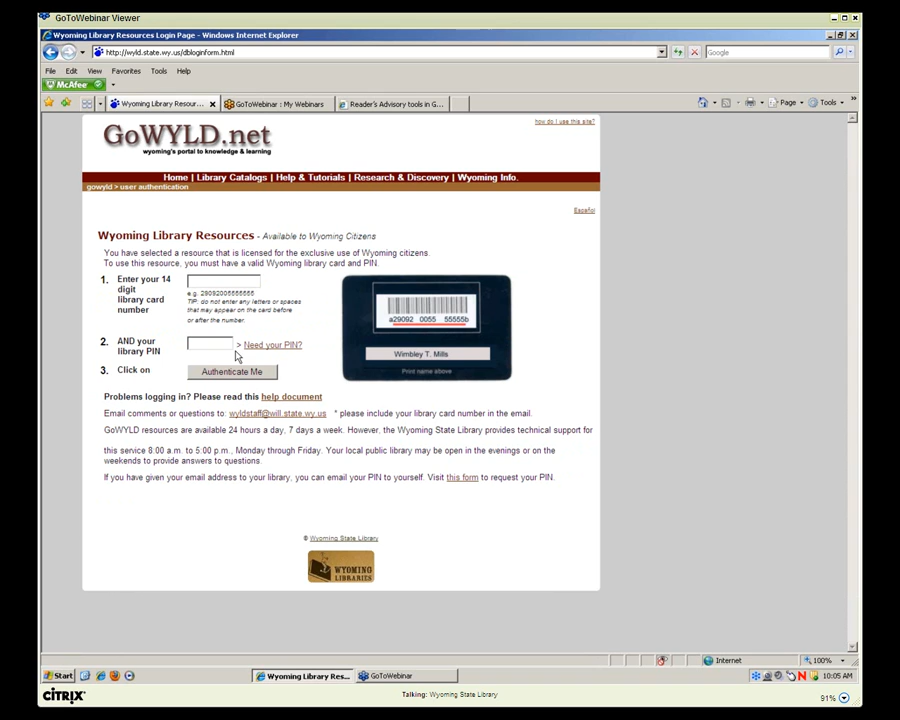 GoToWebinar Viewer
Wyoming Library Resources Login Page - Windows Internet Explorer
http://wyld.state.wy.us/dbloginform.html
Google
File Edit View Favorites Tools Help
McAfee
Wyoming Library Resour...
GoToWebinar : My Webinars
Reader's Advisory tools in G...
Page
Tools
GoWYLD.net
wyoming's portal to knowledge & learning
how do I use this site?
Home | Library Catalogs | Help & Tutorials | Research & Discovery | Wyoming Info.
gowyld > user authentication
Español
Wyoming Library Resources - Available to Wyoming Citizens
You have selected a resource that is licensed for the exclusive use of Wyoming citizens.
To use this resource, you must have a valid Wyoming library card and PIN.
1. Enter your 14
digit
library card
number
e.g. 29092005555555
TIP: do not enter any letters or spaces
that may appear on the card before
or after the number.
a29092 0055 55555b
Wimbley T. Mills
Print name above
2. AND your
library PIN
> Need your PIN?
3. Click on
Authenticate Me
Problems logging in? Please read this help document
Email comments or questions to: wyldstaff@will.state.wy.us * please include your library card number in the email.
GoWYLD resources are available 24 hours a day, 7 days a week. However, the Wyoming State Library provides technical support for
this service 8:00 a.m. to 5:00 p.m., Monday through Friday. Your local public library may be open in the evenings or on the
weekends to provide answers to questions.
If you have given your email address to your library, you can email your PIN to yourself. Visit this form to request your PIN.
© Wyoming State Library
WYOMING
LIBRARIES
Internet
100%
Start
Wyoming Library Res...
GoToWebinar
10:05 AM
CITRIX
Talking: Wyoming State Library
91%